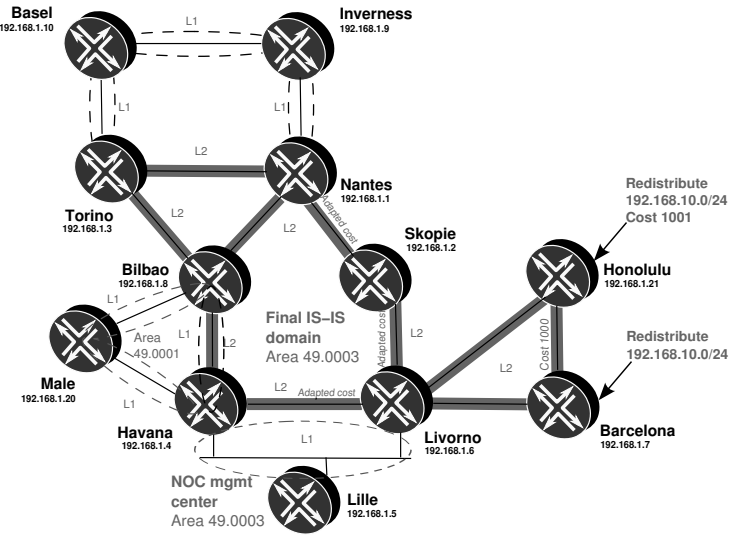 Basel
192.168.1.10
L1
Inverness
192.168.1.9
L1
L1
L2
Nantes
192.168.1.1
Torino
192.168.1.3
L2
L2
Adapted cost
Redistribute
192.168.10.0/24
Cost 1001
Skopie
192.168.1.2
Bilbao
192.168.1.8
Honolulu
192.168.1.21
L1
Area
49.0001
L1
L2
Final IS–IS
domain
Area 49.0003
Adapted cost
L2
Cost 1000
L2
Redistribute
192.168.10.0/24
Male
192.168.1.20
L1
L2
Adapted cost
Havana
192.168.1.4
L1
Livorno
192.168.1.6
Barcelona
192.168.1.7
NOC mgmt
center
Area 49.0003
Lille
192.168.1.5